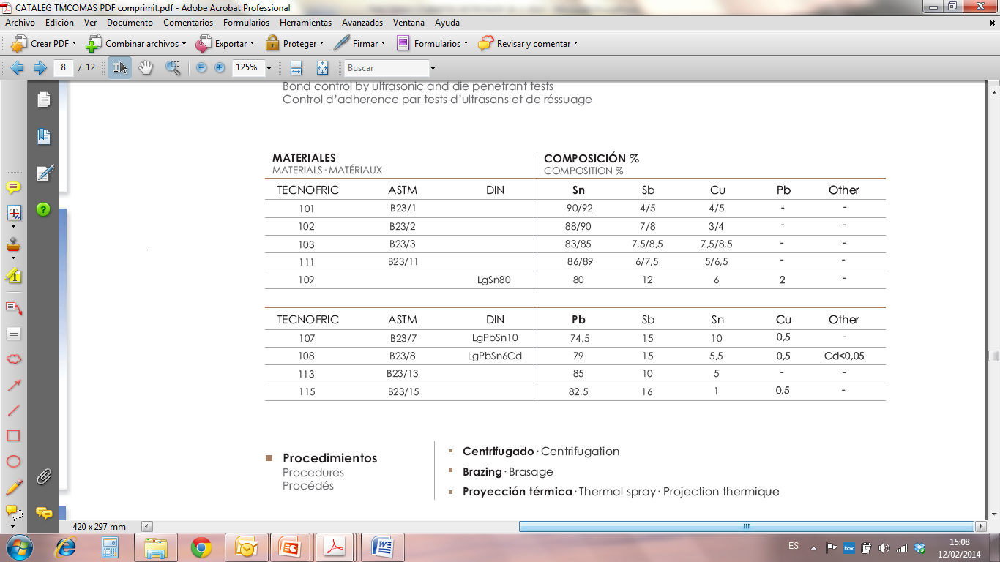 CATALEG TMCOMAS PDF comprimit.pdf - Adobe Acrobat Professional
Archivo Edición Ver Documento Comentarios Formularios Herramientas Avanzadas Ventana Ayuda
Crear PDF Combinar archivos Exportar Proteger Firmar Formularios Revisar y comentar
8 / 12 125% Buscar
Bond control by ultrasonic and die penetrant tests
Control d'adherence par tests d'ultrasons et de réssuage
MATERIALES COMPOSICIÓN %
MATERIALS · MATÉRIAUX COMPOSITION %
TECNOFRIC ASTM DIN Sn Sb Cu Pb Other
101 B23/1 90/92 4/5 4/5 - -
102 B23/2 88/90 7/8 3/4 - -
103 B23/3 83/85 7,5/8,5 7,5/8,5 - -
111 B23/11 86/89 6/7,5 5/6,5 - -
109 LgSn80 80 12 6 2 -
TECNOFRIC ASTM DIN Pb Sb Sn Cu Other
107 B23/7 LgPbSn10 74,5 15 10 0,5 -
108 B23/8 LgPbSn6Cd 79 15 5,5 0,5 Cd<0,05
113 B23/13 85 10 5 - -
115 B23/15 82,5 16 1 0,5 -
Procedimientos
Procedures
Procédés
Centrifugado · Centrifugation
Brazing · Brasage
Proyección térmica · Thermal spray · Projection thermique
420 x 297 mm
ES 15:08
12/02/2014